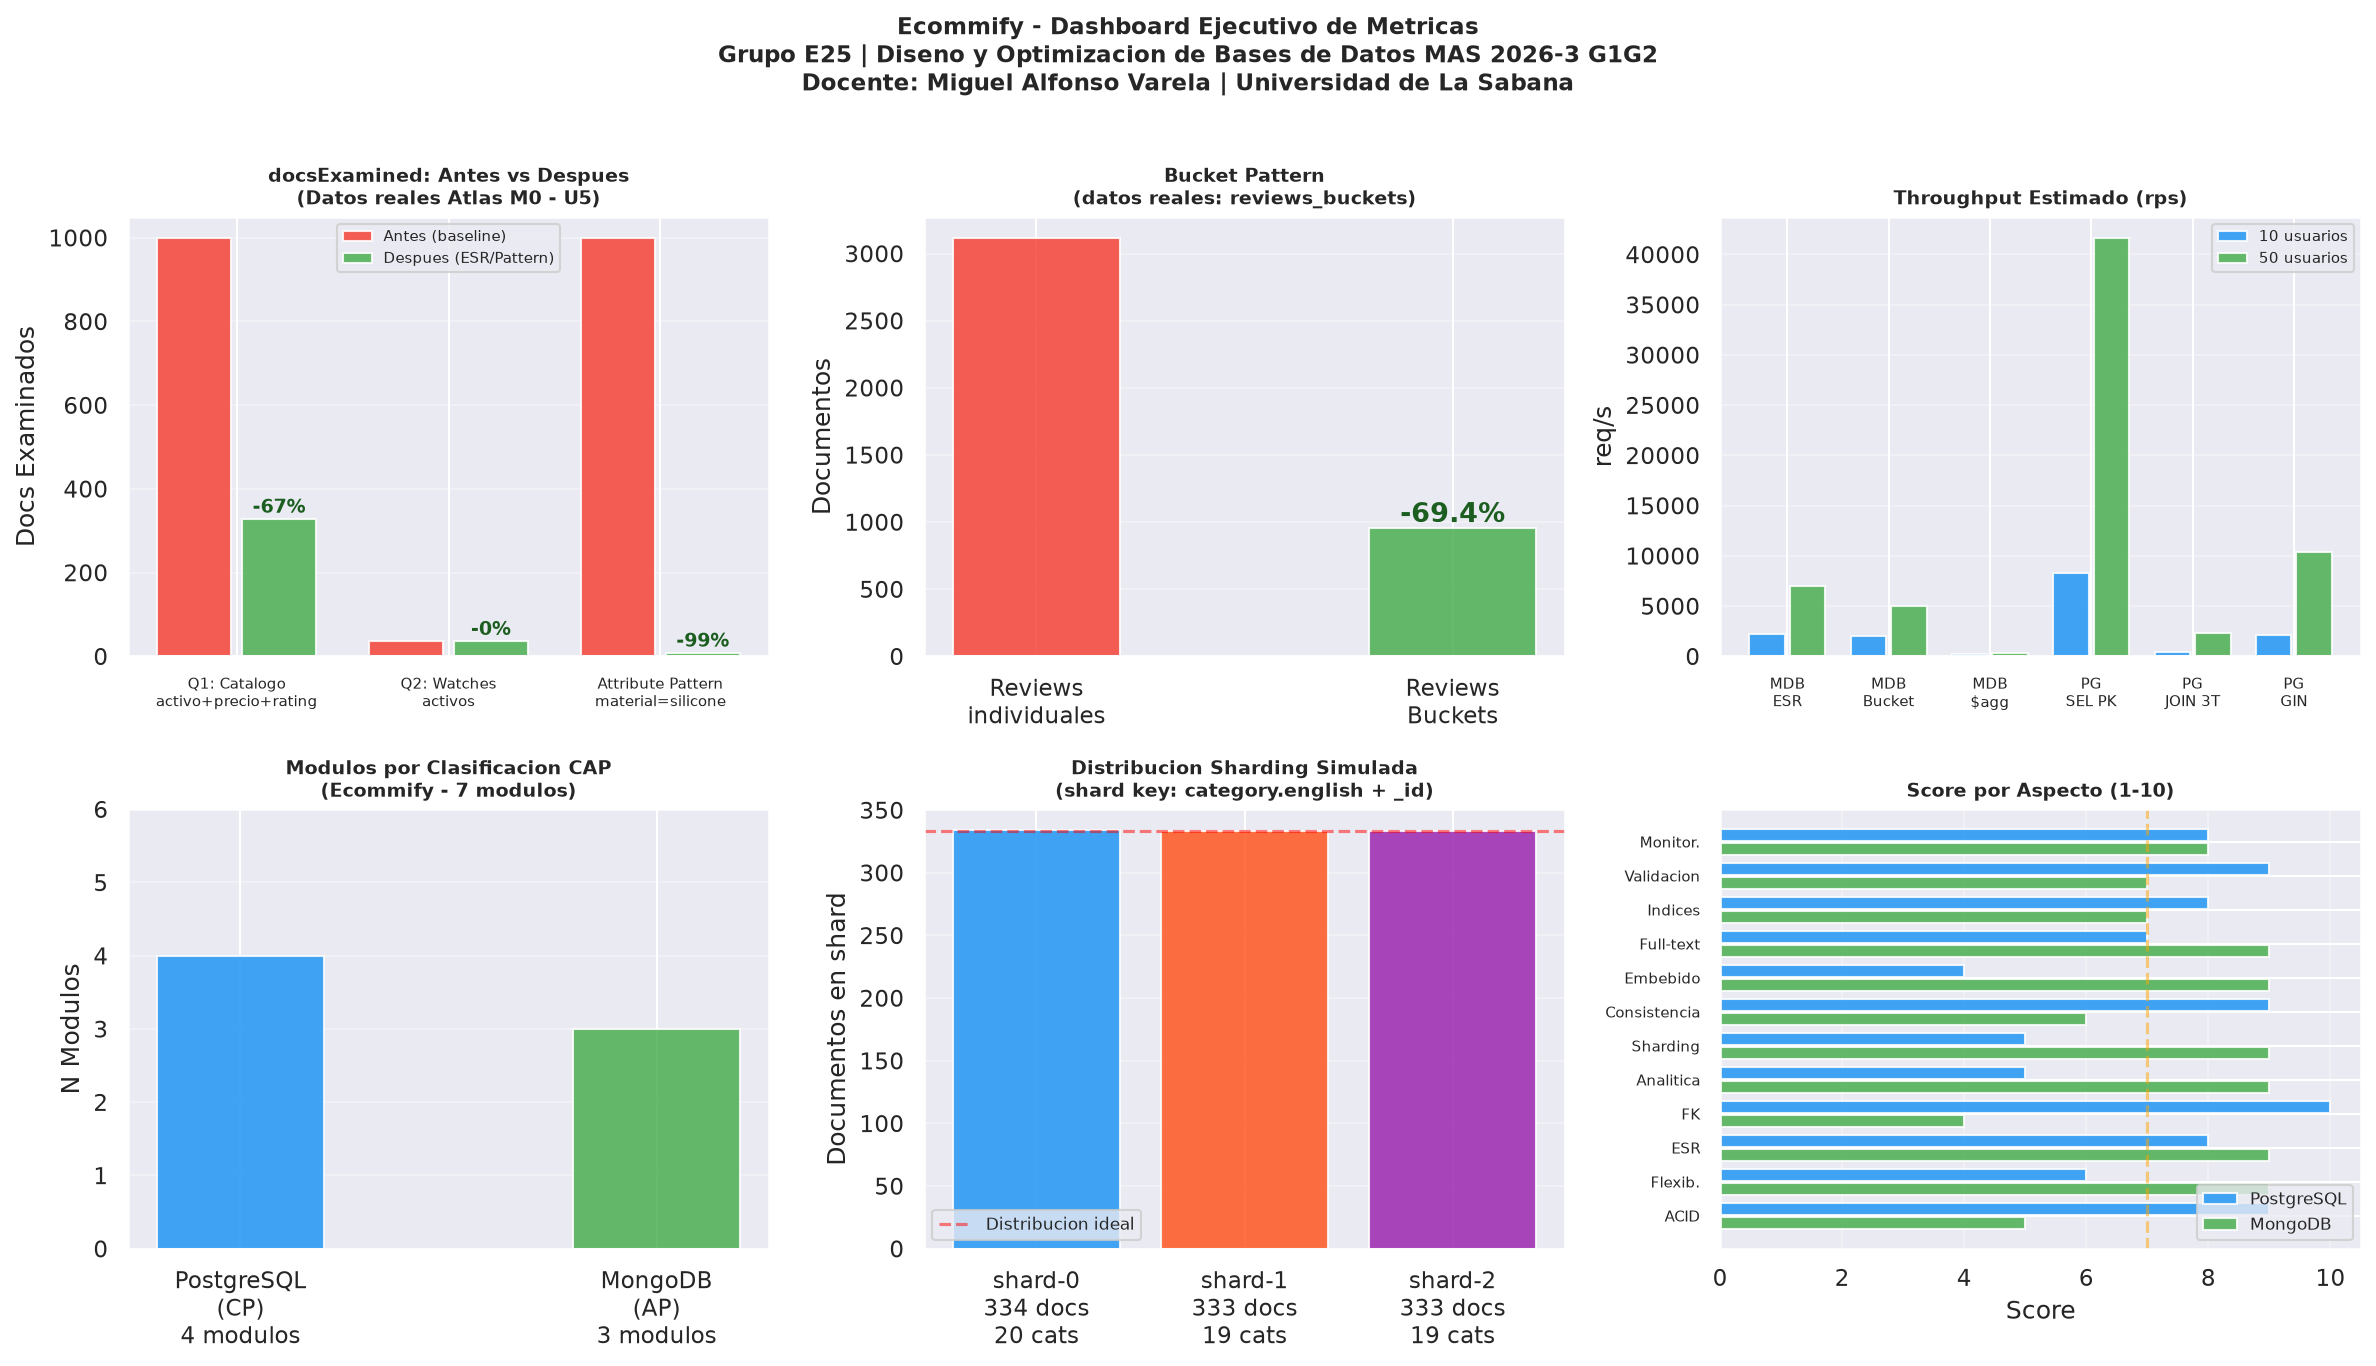 Ecommify - Dashboard Ejecutivo de Metricas
Grupo E25 | Diseno y Optimizacion de Bases de Datos MAS 2026-3 G1G2
Docente: Miguel Alfonso Varela | Universidad de La Sabana
docsExamined: Antes vs Despues
(Datos reales Atlas M0 - U5)
Docs Examinados
1000
800
600
400
200
0
Antes (baseline)
Despues (ESR/Pattern)
-67%
-0%
-99%
Q1: Catalogo
activo+precio+rating
Q2: Watches
activos
Attribute Pattern
material=silicone
Bucket Pattern
(datos reales: reviews_buckets)
Documentos
3000
2500
2000
1500
1000
500
0
-69.4%
Reviews
individuales
Reviews
Buckets
Throughput Estimado (rps)
req/s
40000
35000
30000
25000
20000
15000
10000
5000
0
10 usuarios
50 usuarios
MDB
ESR
MDB
Bucket
MDB
$agg
PG
SEL PK
PG
JOIN 3T
PG
GIN
Modulos por Clasificacion CAP
(Ecommify - 7 modulos)
N Modulos
6
5
4
3
2
1
0
PostgreSQL
(CP)
4 modulos
MongoDB
(AP)
3 modulos
Distribucion Sharding Simulada
(shard key: category.english + _id)
Documentos en shard
350
300
250
200
150
100
50
0
Distribucion ideal
shard-0
334 docs
20 cats
shard-1
333 docs
19 cats
shard-2
333 docs
19 cats
Score por Aspecto (1-10)
Monitor.
Validacion
Indices
Full-text
Embebido
Consistencia
Sharding
Analitica
FK
ESR
Flexib.
ACID
PostgreSQL
MongoDB
0
2
4
6
8
10
Score